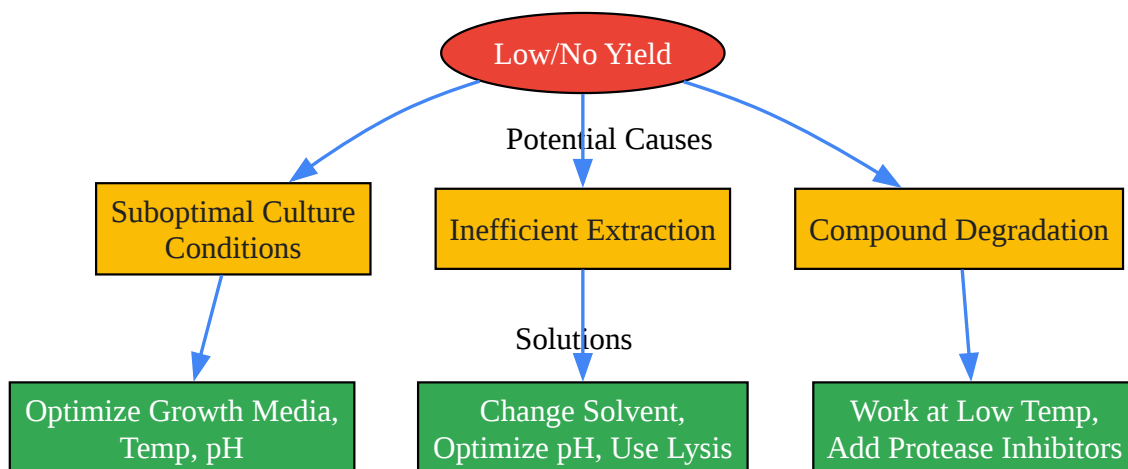 Low/No Yield
Potential Causes
Suboptimal Culture
Conditions
Inefficient Extraction
Compound Degradation
Solutions
Optimize Growth Media,
Temp, pH
Change Solvent,
Optimize pH, Use Lysis
Work at Low Temp,
Add Protease Inhibitors